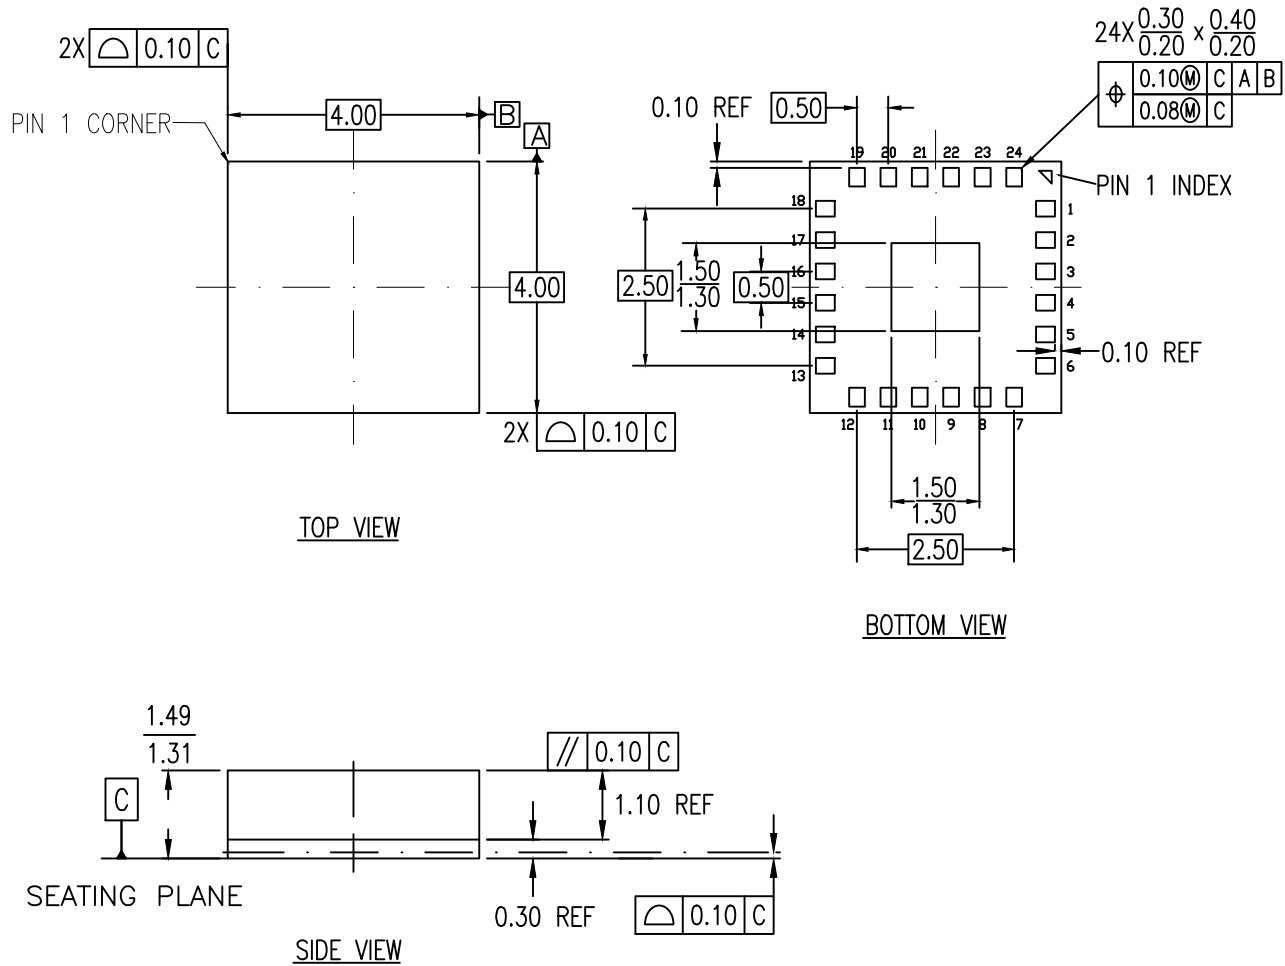 2X ⌓ 0.10 C
4.00
B
PIN 1 CORNER
A
4.00
2X ⌓ 0.10 C
TOP VIEW
24X 0.30/0.20 x 0.40/0.20
⌖ 0.10Ⓜ C A B
0.08Ⓜ C
0.10 REF
0.50
19 20 21 22 23 24
PIN 1 INDEX
18
17
16
15
14
13
1
2
3
4
5
6
2.50
1.50
1.30
0.50
0.10 REF
12 11 10 9 8 7
1.50
1.30
2.50
BOTTOM VIEW
1.49
1.31
C
// 0.10 C
1.10 REF
SEATING PLANE
0.30 REF
⌓ 0.10 C
SIDE VIEW